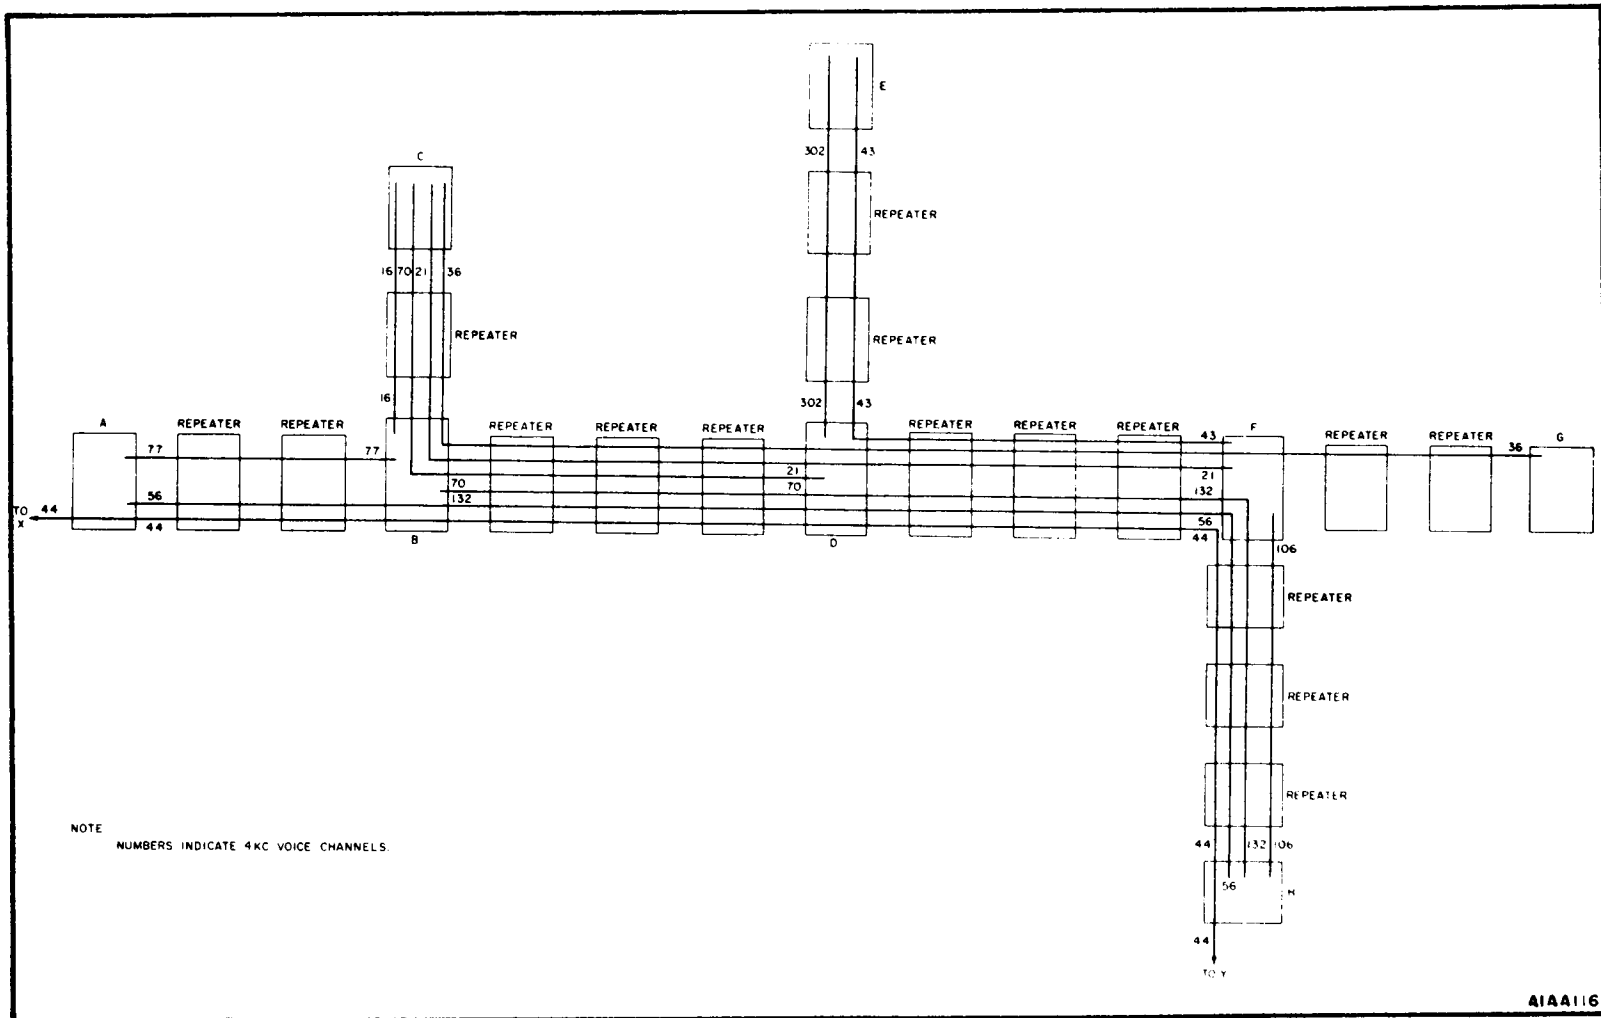 E
302 43
C
REPEATER
16 70 21 36
REPEATER
REPEATER
302 43
16
A REPEATER REPEATER REPEATER REPEATER REPEATER REPEATER REPEATER REPEATER F REPEATER REPEATER G
77 77 43 36
21 21
70 70 132
132
56 56
TO X 44 44 44
B D 106
REPEATER
REPEATER
REPEATER
NOTE
NUMBERS INDICATE 4KC VOICE CHANNELS.
44 132 106
56 H
44
TO Y
A1AA116